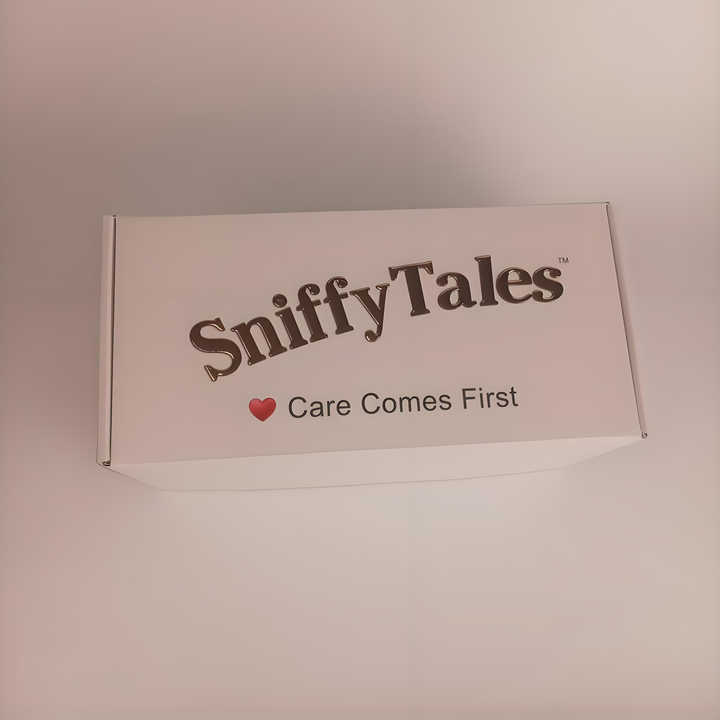 SniffyTales™
❤️ Care Comes First